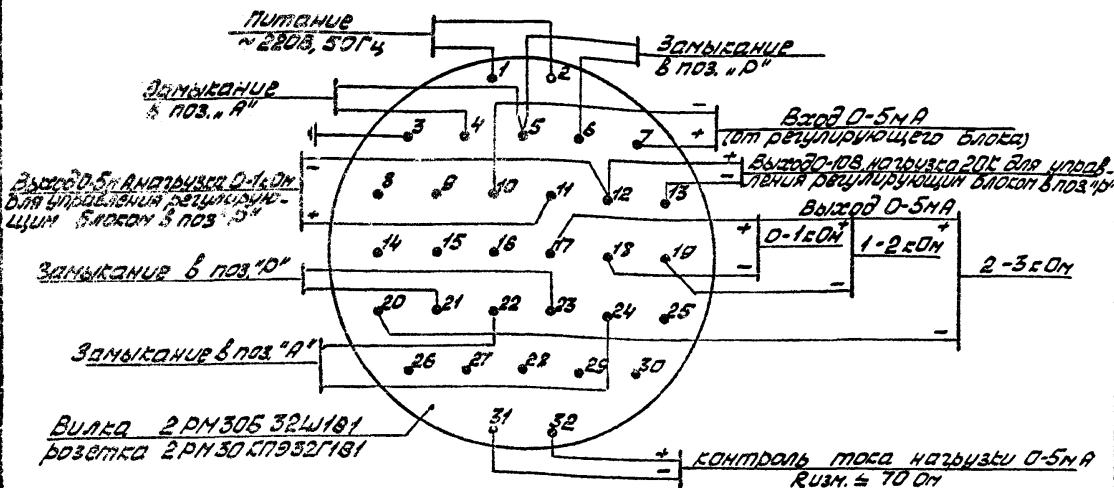 Питание
~ 220В, 50Гц
Замыкание
в поз. „Р"
Замыкание
в поз. „А"
1 2
3 4 5 6 7
- Вход 0-5мА
+ (от регулирующего блока)
+ Выход 0-10В нагрузка 20К для управ-
- ления регулирующим блоком в поз. "Р"
Выход 0-5мА нагрузка 0-1кОм
для управления регулирую-
щим блоком в поз "Р"
- +
8 9 10 11 12 13
Выход 0-5мА
+ 0-1кОм + 1-2кОм 2-3кОм
- - -
14 15 16 17 18 19
Замыкание в поз. "Р"
20 21 22 23 24 25
Замыкание в поз. "А"
26 27 28 29 30
31 32
Вилка 2РМ30Б 32Ш1В1
розетка 2РМ30КПЭ32Г1В1
+ контроль тока нагрузки 0-5мА
- Rизм. ≤ 70 Ом